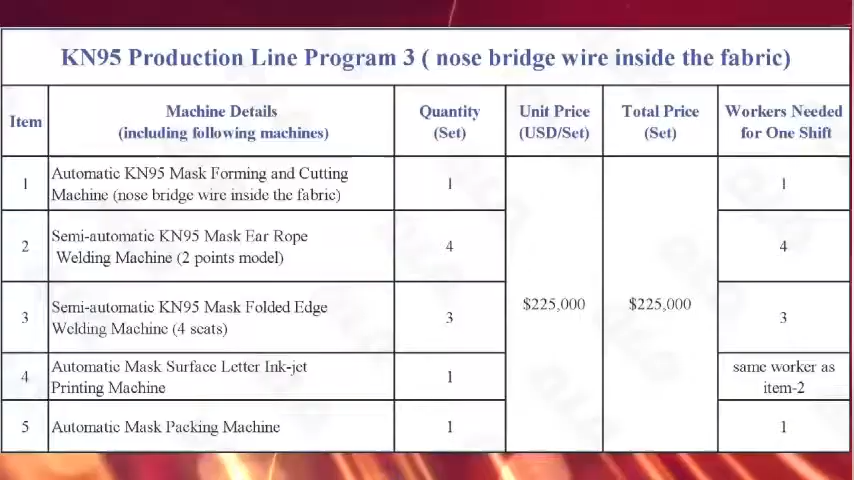 KN95 Production Line Program 3 ( nose bridge wire inside the fabric)
Item
Machine Details
(including following machines)
Quantity
(Set)
Unit Price
(USD/Set)
Total Price
(Set)
Workers Needed
for One Shift
1
Automatic KN95 Mask Forming and Cutting
Machine (nose bridge wire inside the fabric)
1
1
2
Semi-automatic KN95 Mask Ear Rope
Welding Machine (2 points model)
4
4
3
Semi-automatic KN95 Mask Folded Edge
Welding Machine (4 seats)
3
$225,000
$225,000
3
4
Automatic Mask Surface Letter Ink-jet
Printing Machine
1
same worker as
item-2
5
Automatic Mask Packing Machine
1
1